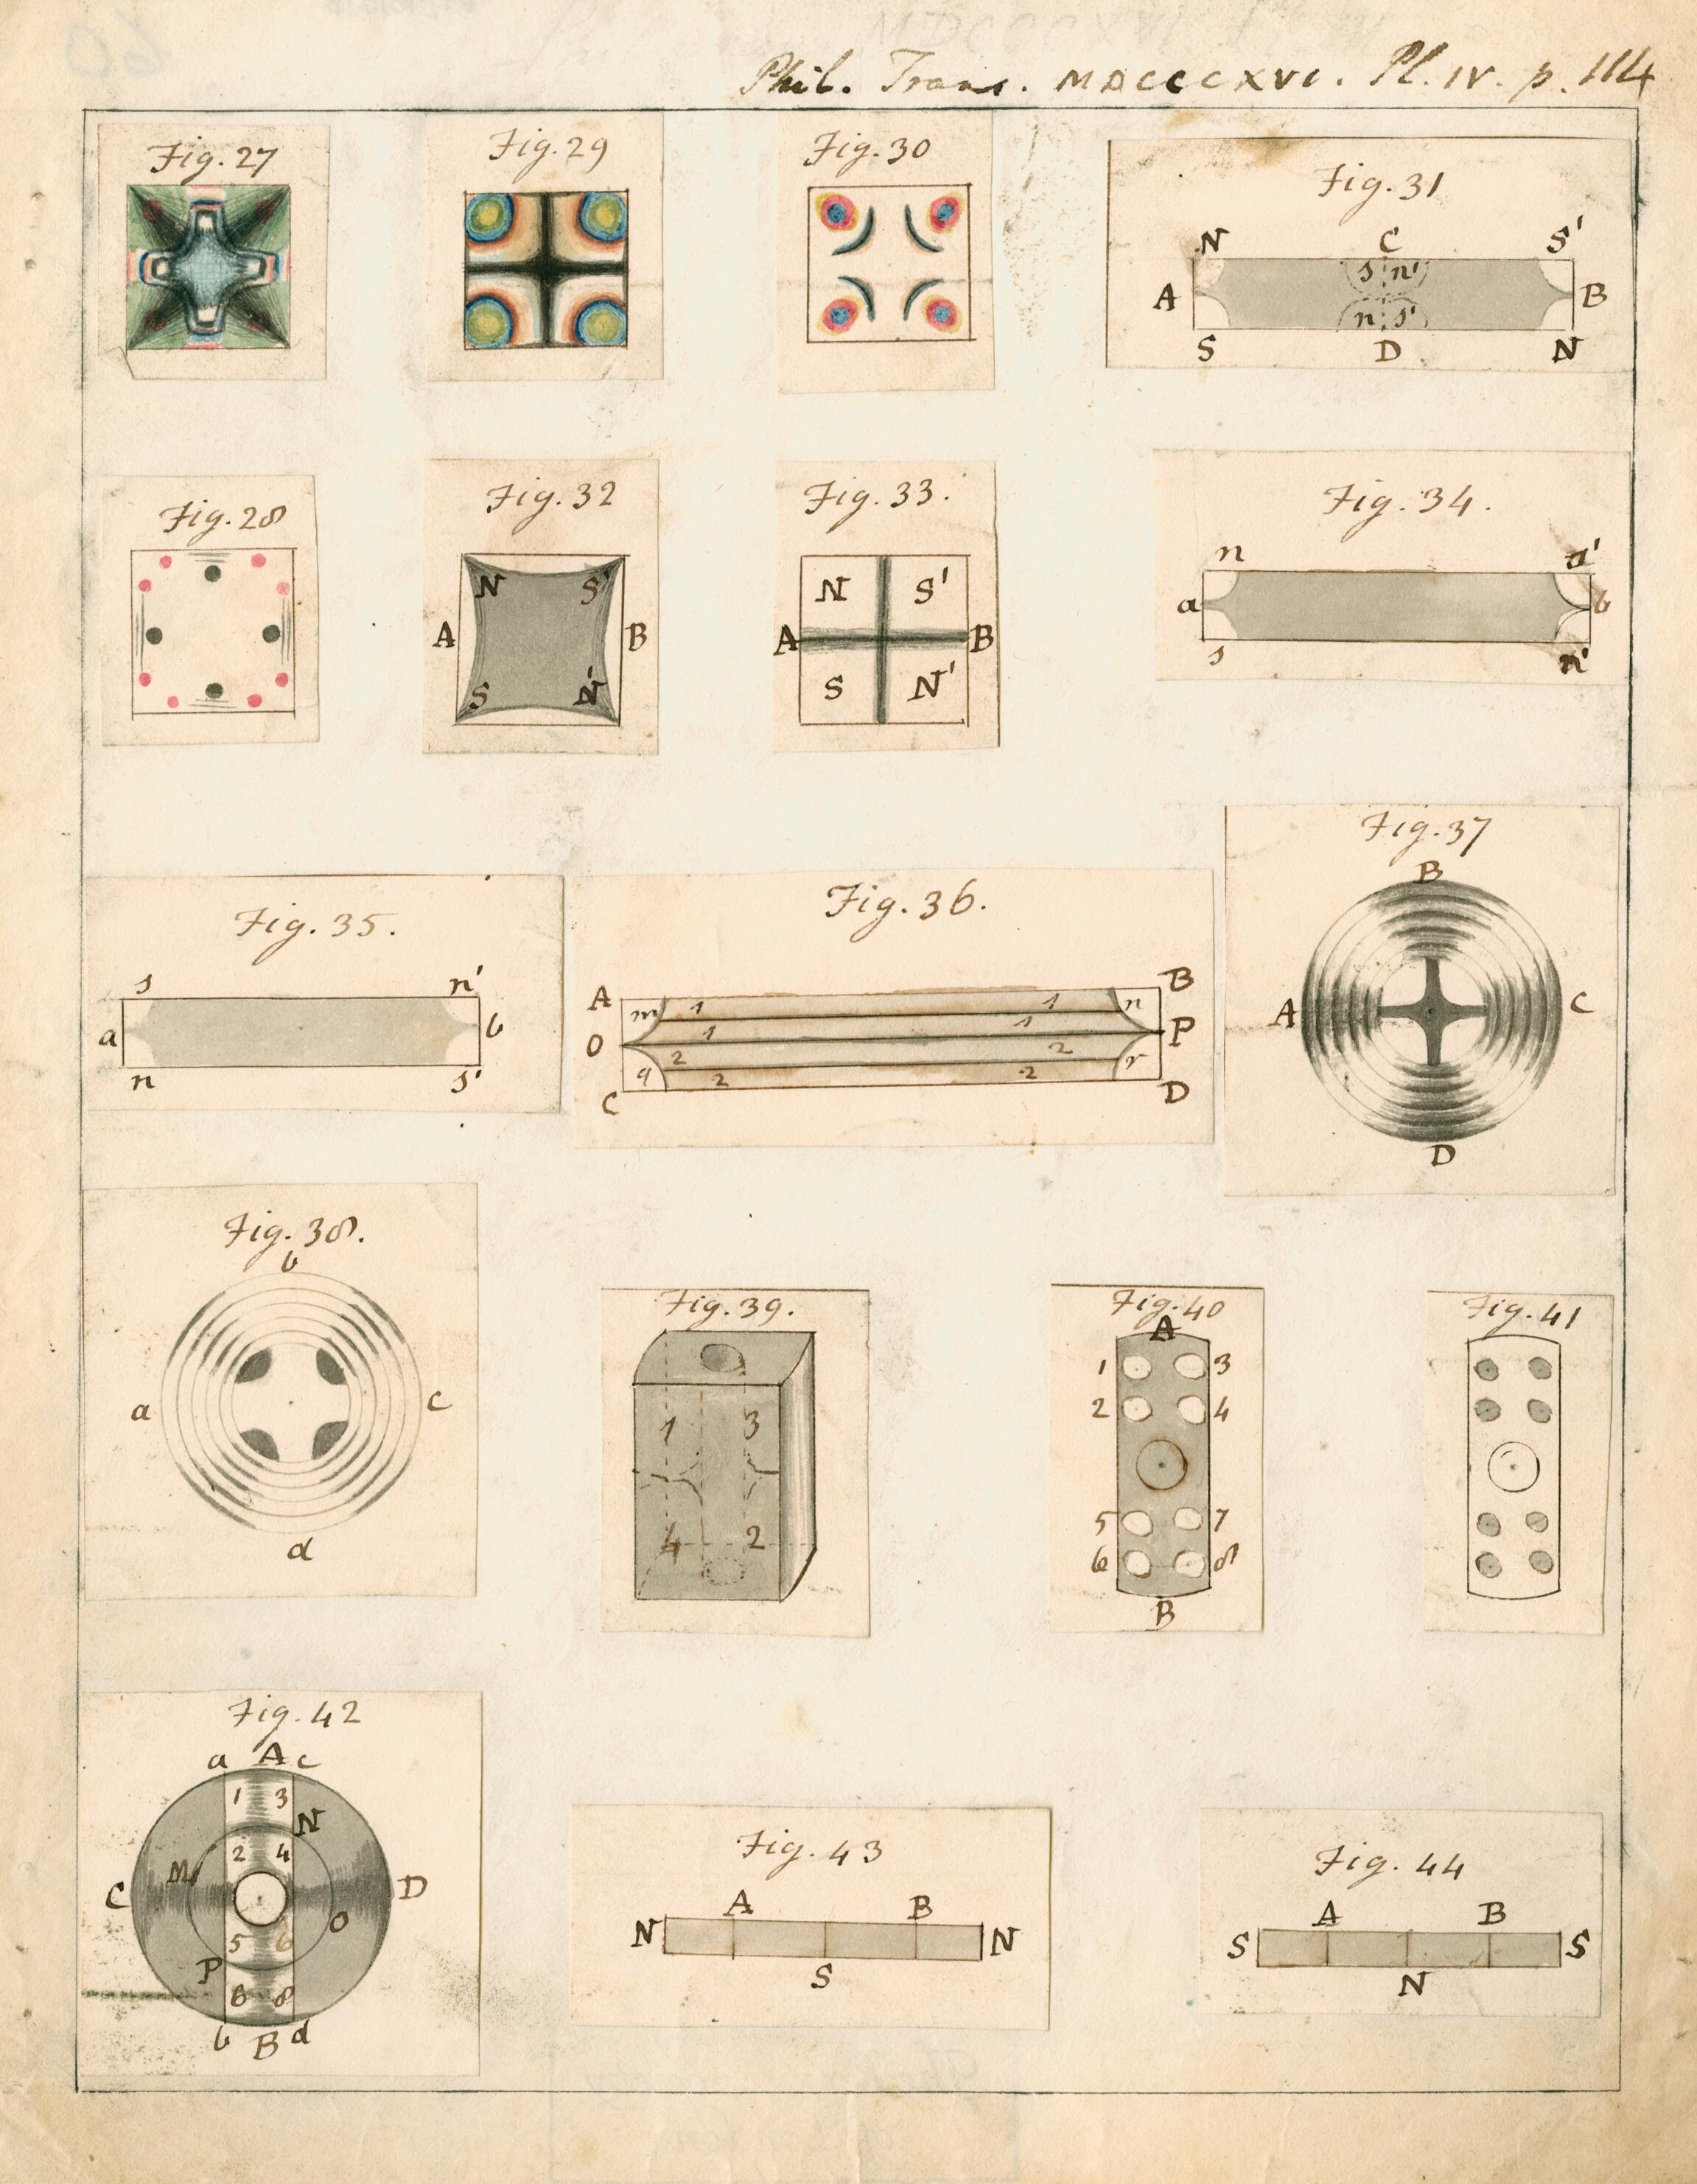 Phil. Trans. MDCCCXVI. Pl. IV. p. 114
Fig. 27
Fig. 29
Fig. 30
Fig. 31
N C S'
s n'
A B
n s'
S D N
Fig. 28
Fig. 32
N S'
A B
S N'
Fig. 33.
N S'
A B
S N'
Fig. 34.
n
a b
s n'
Fig. 35.
s n'
a b
n s'
Fig. 36.
A B
m 1 1 n
O 1 1 P
2 2
q 2 2 r
C D
Fig. 37
B
A C
D
Fig. 38.
b
a c
d
Fig. 39.
1 3
4 2
Fig. 40
A
1 3
2 4
5 7
6 8
B
Fig. 41
Fig. 42
a A c
1 3
N
2 4
M
C D
O
5 6
P
6 8
b B d
Fig. 43
A B
N N
S
Fig. 44
A B
S S
N